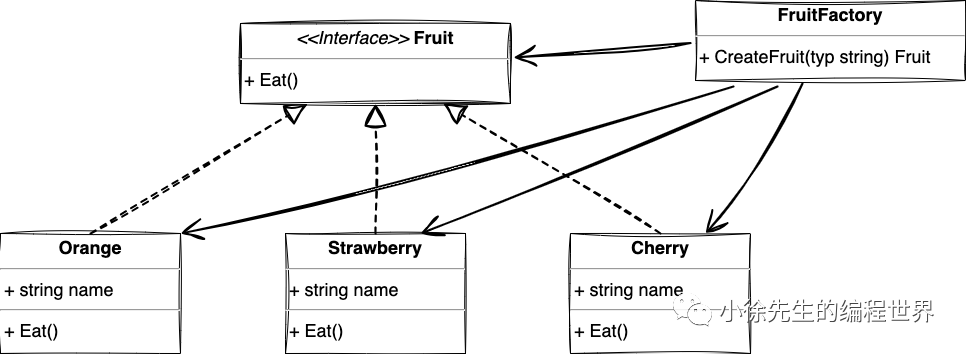 <<Interface>> Fruit
+ Eat()
FruitFactory
+ CreateFruit(typ string) Fruit
Orange
+ string name
+ Eat()
Strawberry
+ string name
+ Eat()
Cherry
+ string name
+ Eat()
小徐先生的编程世界